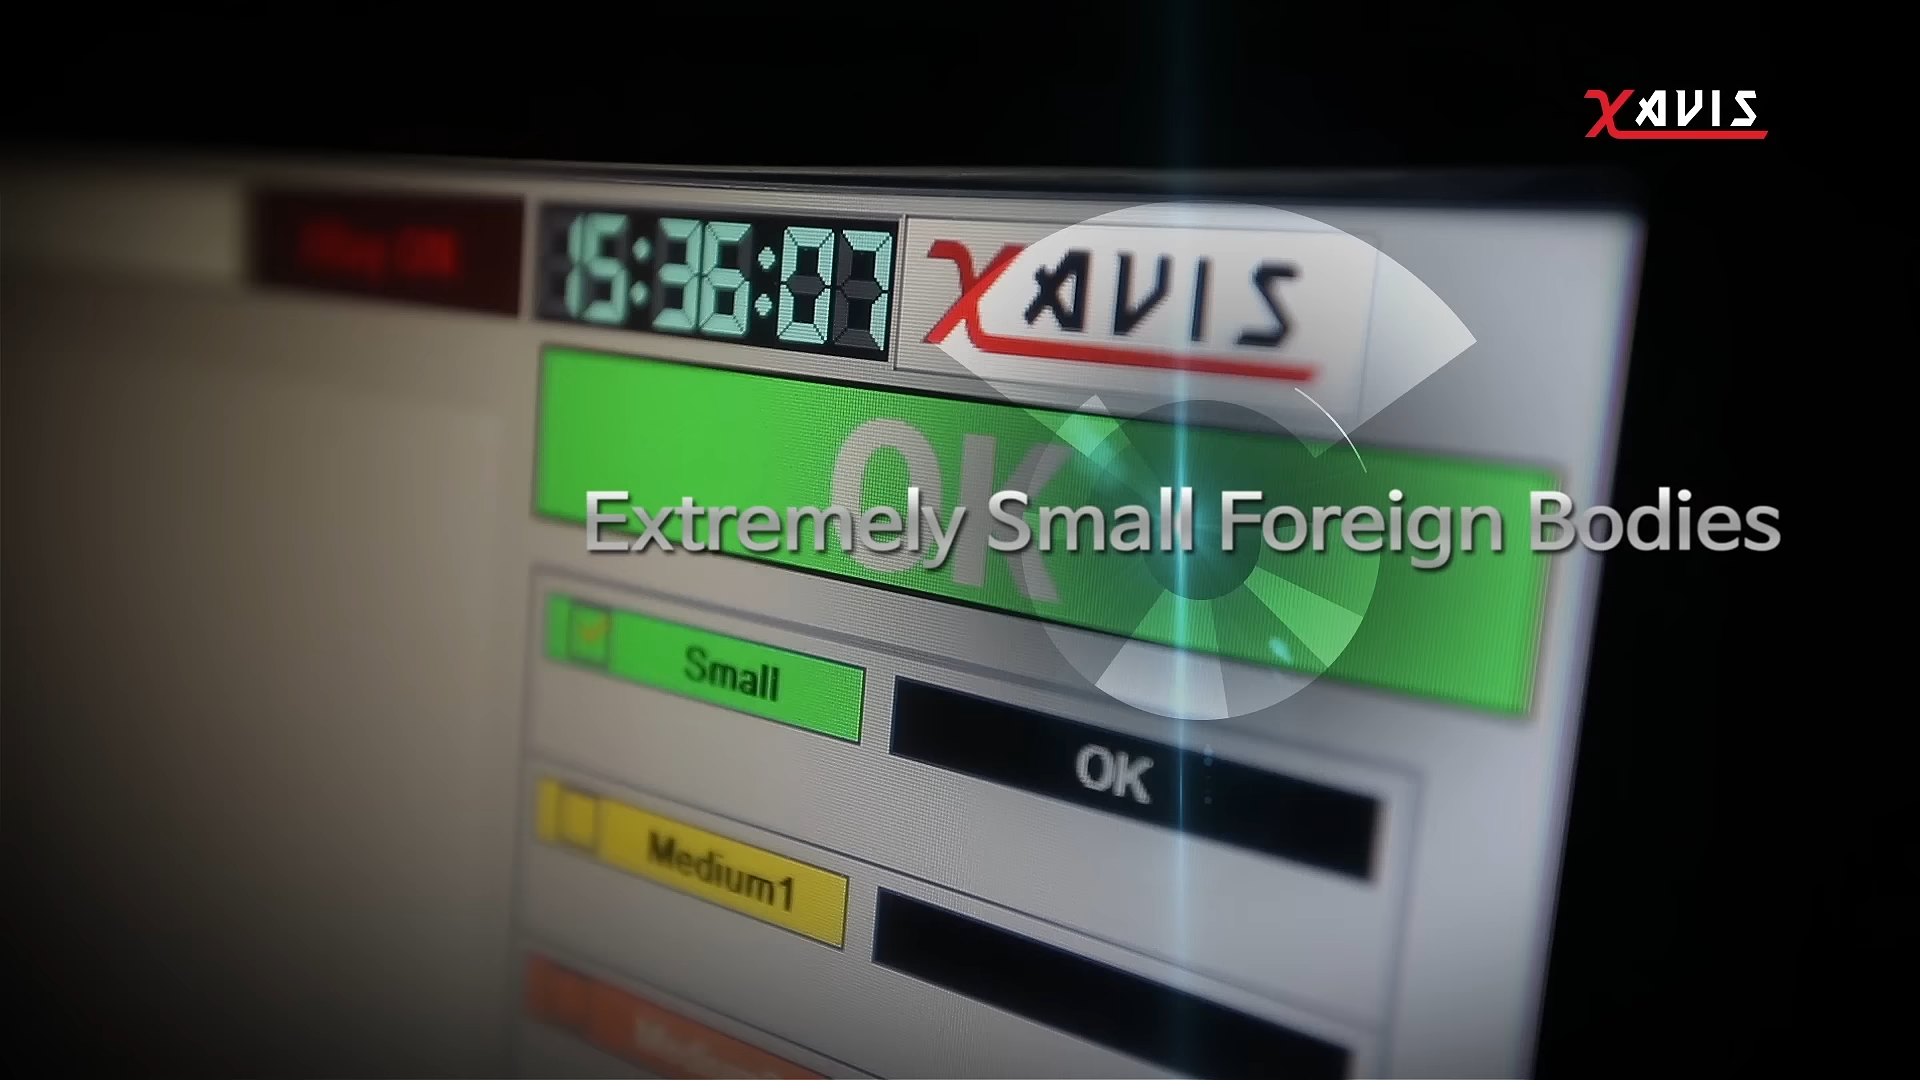 XAVIS
15:36:07
XAVIS
OK
Extremely Small Foreign Bodies
Small
OK
Medium1